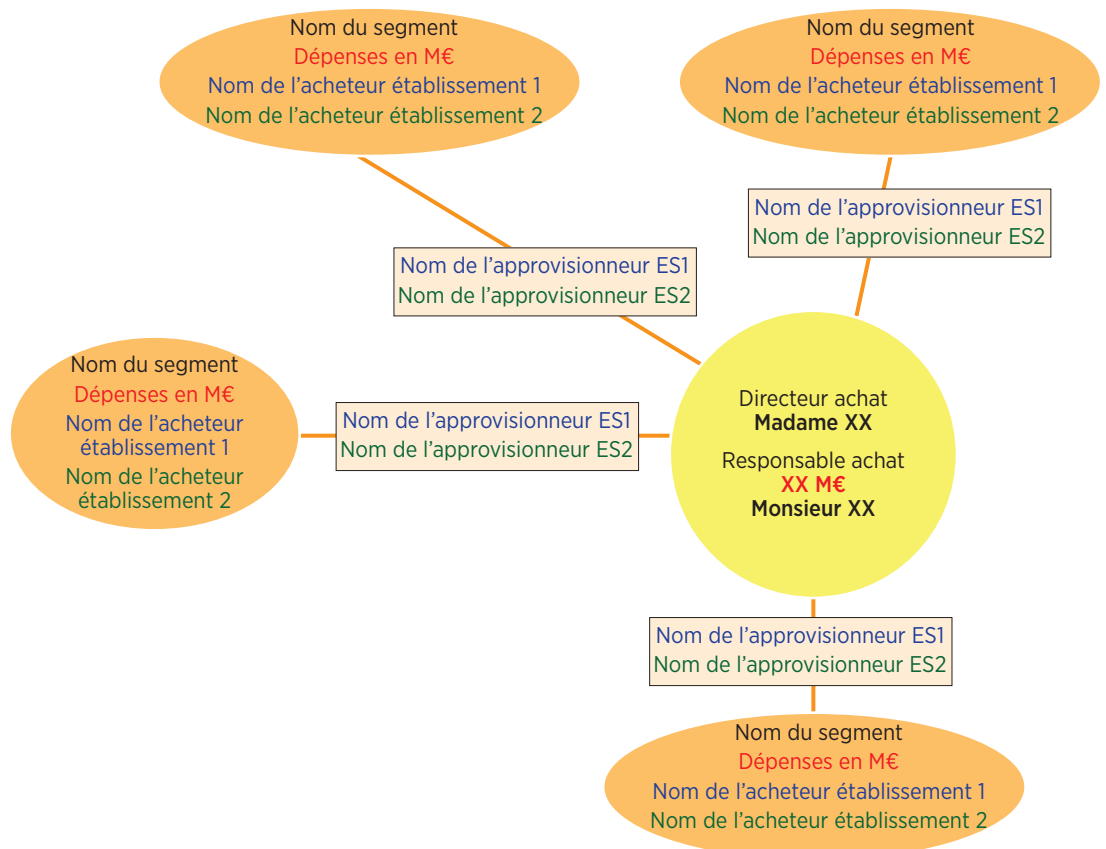 Nom du segment
Dépenses en M€
Nom de l'acheteur établissement 1
Nom de l'acheteur établissement 2
Nom du segment
Dépenses en M€
Nom de l'acheteur établissement 1
Nom de l'acheteur établissement 2
Nom de l'approvisionneur ES1
Nom de l'approvisionneur ES2
Nom de l'approvisionneur ES1
Nom de l'approvisionneur ES2
Nom du segment
Dépenses en M€
Nom de l'acheteur
établissement 1
Nom de l'acheteur
établissement 2
Nom de l'approvisionneur ES1
Nom de l'approvisionneur ES2
Directeur achat
Madame XX
Responsable achat
XX M€
Monsieur XX
Nom de l'approvisionneur ES1
Nom de l'approvisionneur ES2
Nom du segment
Dépenses en M€
Nom de l'acheteur établissement 1
Nom de l'acheteur établissement 2